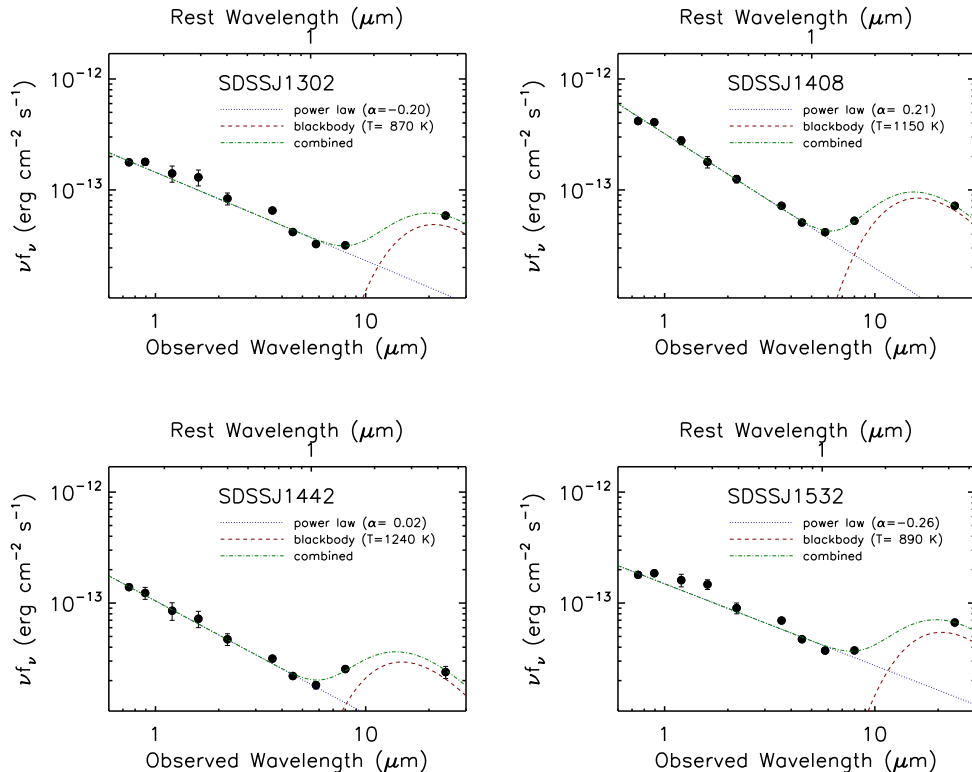 Rest Wavelength (μm)
1
SDSSJ1302
power law (α=−0.20)
blackbody (T= 870 K)
combined
10⁻¹²
10⁻¹³
νfν (erg cm⁻² s⁻¹)
1
10
Observed Wavelength (μm)
Rest Wavelength (μm)
1
SDSSJ1408
power law (α= 0.21)
blackbody (T=1150 K)
combined
10⁻¹²
10⁻¹³
νfν (erg cm⁻² s⁻¹)
1
10
Observed Wavelength (μm)
Rest Wavelength (μm)
1
SDSSJ1442
power law (α= 0.02)
blackbody (T=1240 K)
combined
10⁻¹²
10⁻¹³
νfν (erg cm⁻² s⁻¹)
1
10
Observed Wavelength (μm)
Rest Wavelength (μm)
1
SDSSJ1532
power law (α=−0.26)
blackbody (T= 890 K)
combined
10⁻¹²
10⁻¹³
νfν (erg cm⁻² s⁻¹)
1
10
Observed Wavelength (μm)